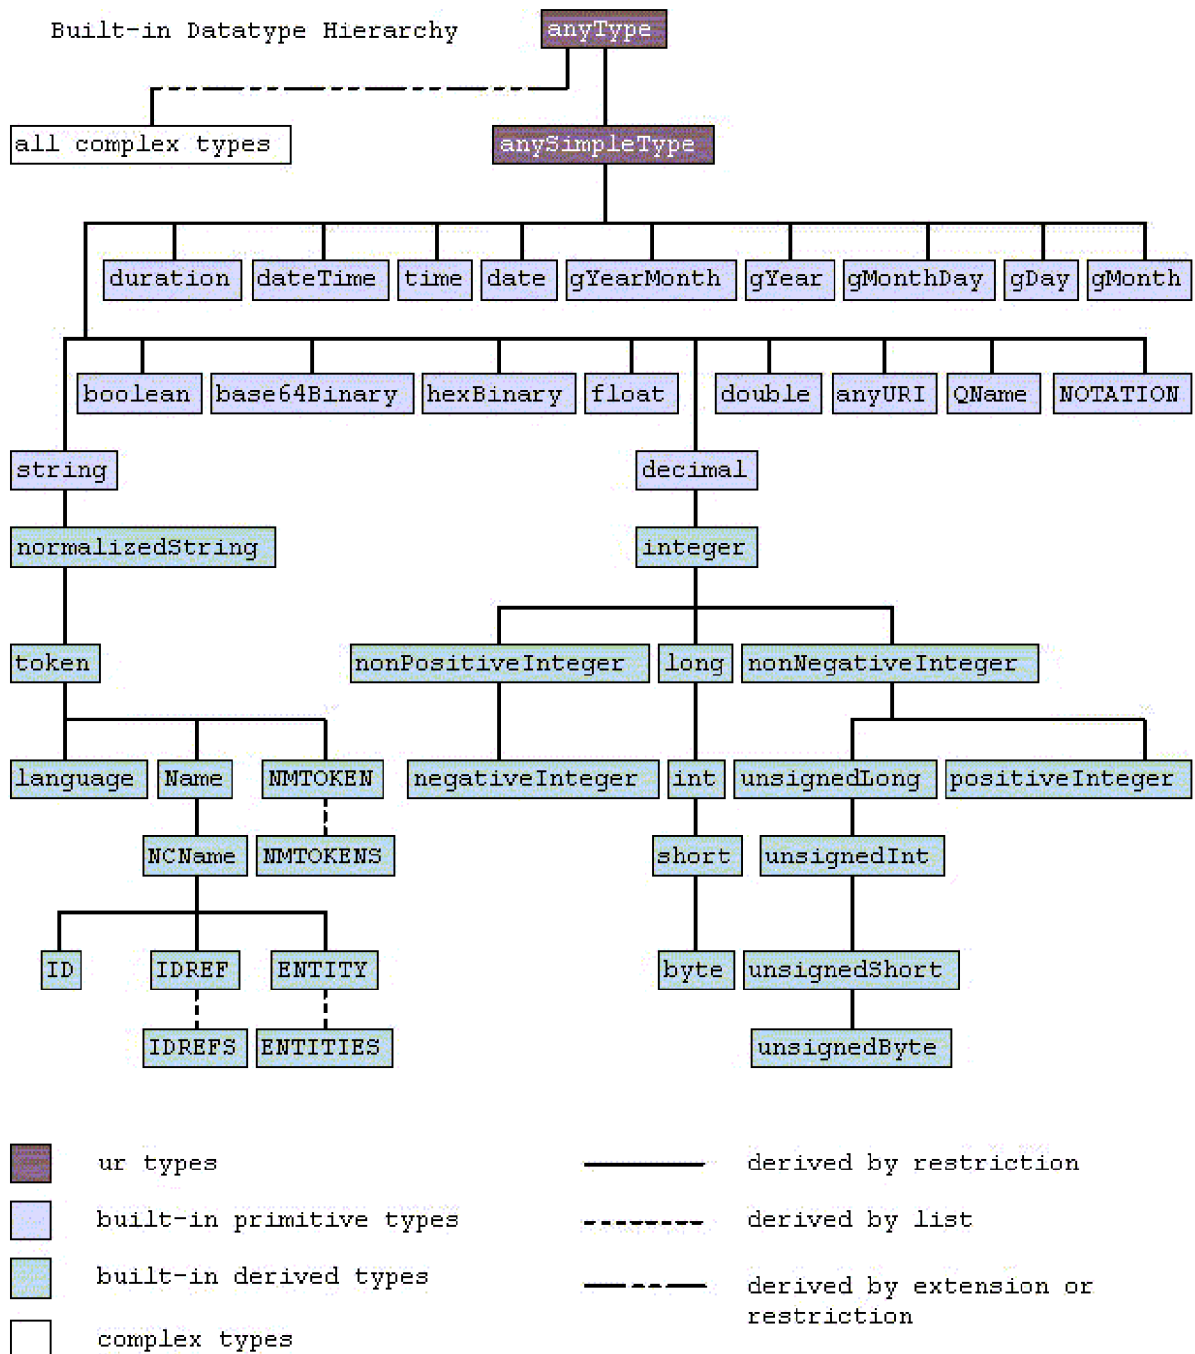 Built-in Datatype Hierarchy
anyType
all complex types
anySimpleType
duration
dateTime
time
date
gYearMonth
gYear
gMonthDay
gDay
gMonth
boolean
base64Binary
hexBinary
float
double
anyURI
QName
NOTATION
string
decimal
normalizedString
integer
token
nonPositiveInteger
long
nonNegativeInteger
language
Name
NMTOKEN
negativeInteger
int
unsignedLong
positiveInteger
NCName
NMTOKENS
short
unsignedInt
ID
IDREF
ENTITY
byte
unsignedShort
IDREFS
ENTITIES
unsignedByte
ur types
derived by restriction
built-in primitive types
derived by list
built-in derived types
derived by extension or
restriction
complex types